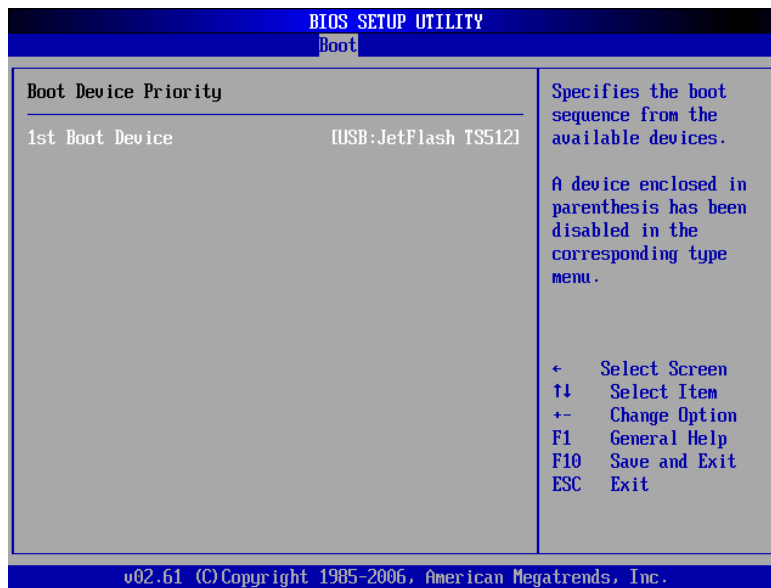 BIOS SETUP UTILITY
Boot
Boot Device Priority
1st Boot Device [USB:JetFlash TS512]
Specifies the boot
sequence from the
available devices.
A device enclosed in
parenthesis has been
disabled in the
corresponding type
menu.
← Select Screen
↑↓ Select Item
+- Change Option
F1 General Help
F10 Save and Exit
ESC Exit
v02.61 (C)Copyright 1985-2006, American Megatrends, Inc.